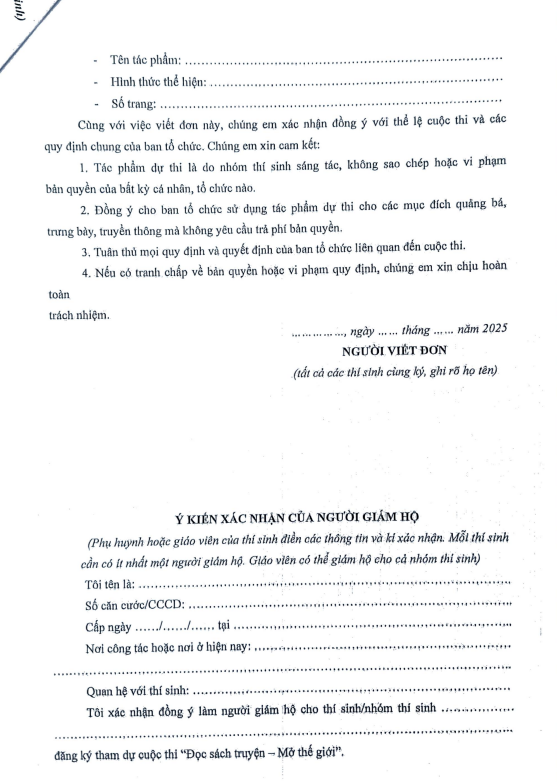 ình)
- Tên tác phẩm: ........................................................
- Hình thức thể hiện: ........................................................
- Số trang: ........................................................
Cùng với việc viết đơn này, chúng em xác nhận đồng ý với thể lệ cuộc thi và các
quy định chung của ban tổ chức. Chúng em xin cam kết:
1. Tác phẩm dự thi là do nhóm thí sinh sáng tác, không sao chép hoặc vi phạm
bản quyền của bất kỳ cá nhân, tổ chức nào.
2. Đồng ý cho ban tổ chức sử dụng tác phẩm dự thi cho các mục đích quảng bá,
trưng bày, truyền thông mà không yêu cầu trả phí bản quyền.
3. Tuân thủ mọi quy định và quyết định của ban tổ chức liên quan đến cuộc thi.
4. Nếu có tranh chấp về bản quyền hoặc vi phạm quy định, chúng em xin chịu hoàn
toàn
trách nhiệm.
..............., ngày ...... tháng ...... năm 2025
NGƯỜI VIẾT ĐƠN
(tất cả các thí sinh cùng ký, ghi rõ họ tên)
Ý KIẾN XÁC NHẬN CỦA NGƯỜI GIÁM HỘ
(Phụ huynh hoặc giáo viên của thí sinh điền các thông tin và kí xác nhận. Mỗi thí sinh
cần có ít nhất một người giám hộ. Giáo viên có thể giám hộ cho cả nhóm thí sinh)
Tôi tên là: ........................................................
Số căn cước/CCCD: ........................................................
Cấp ngày ....../....../...... tại ........................................................
Nơi công tác hoặc nơi ở hiện nay: ........................................................
........................................................
Quan hệ với thí sinh: ........................................................
Tôi xác nhận đồng ý làm người giám hộ cho thí sinh/nhóm thí sinh ..................
........................................................
đăng ký tham dự cuộc thi “Đọc sách truyện – Mở thế giới”.